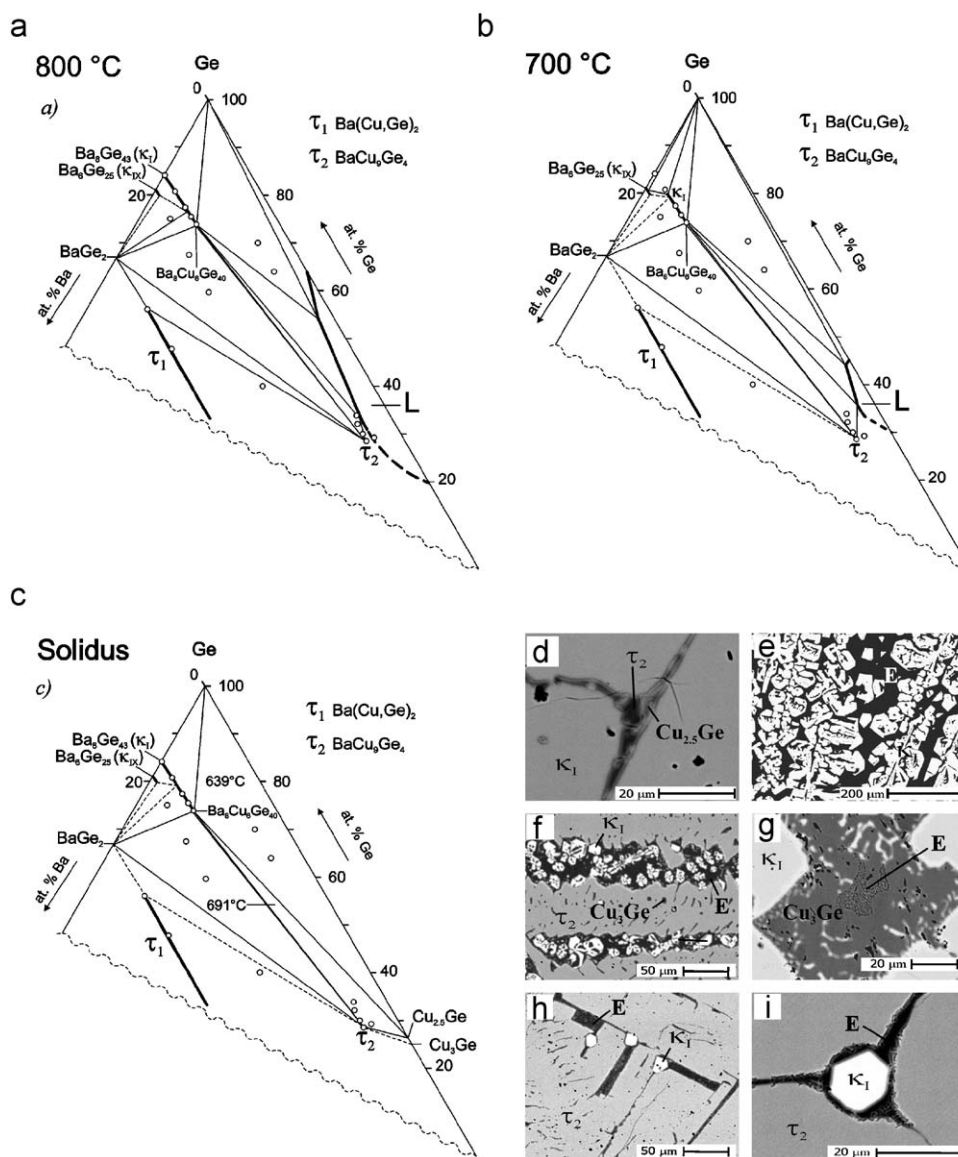 a
800 °C
a)
Ge
0
100
τ1 Ba(Cu,Ge)2
τ2 BaCu9Ge4
Ba6Ge43 (κI)
Ba6Ge25 (κIX)
20
80
at. % Ge
BaGe2
Ba8Cu6Ge40
at. % Ba
60
τ1
40
L
τ2
20
b
700 °C
Ge
0
100
τ1 Ba(Cu,Ge)2
τ2 BaCu9Ge4
Ba6Ge25 (κIX)
20
κI
80
at. % Ge
BaGe2
Ba8Cu6Ge40
at. % Ba
60
τ1
40
L
τ2
20
c
Solidus
c)
Ge
0
100
τ1 Ba(Cu,Ge)2
τ2 BaCu9Ge4
Ba6Ge43 (κI)
Ba6Ge25 (κIX)
20
639°C
80
Ba8Cu6Ge40
at. % Ge
BaGe2
at. % Ba
60
691°C
τ1
40
Cu2.5Ge
τ2
Cu3Ge
20
d
τ2
Cu2.5Ge
κI
20 μm
e
E
κI
200 μm
f
κI
E
τ2
Cu3Ge
50 μm
g
E
κI
Cu3Ge
20 μm
h
E
κI
τ2
50 μm
i
E
κI
τ2
20 μm